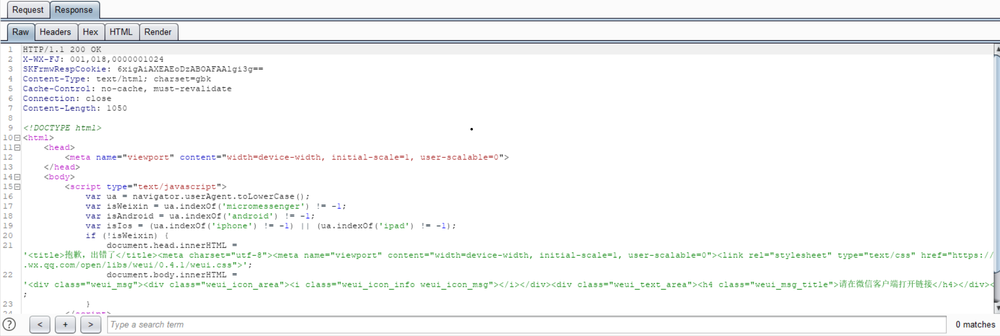 Request Response
Raw Headers Hex HTML Render
1 HTTP/1.1 200 OK
2 X-WX-FJ: 001,018,0000001024
3 SKFrmwRespCookie: 6xigAiAXEAEoDzABOAFAAlgi3g==
4 Content-Type: text/html; charset=gbk
5 Cache-Control: no-cache, must-revalidate
6 Connection: close
7 Content-Length: 1050
8
9 <!DOCTYPE html>
10 <html>
11 <head>
12 <meta name="viewport" content="width=device-width, initial-scale=1, user-scalable=0">
13 </head>
14 <body>
15 <script type="text/javascript">
16 var ua = navigator.userAgent.toLowerCase();
17 var isWeixin = ua.indexOf('micromessenger') != -1;
18 var isAndroid = ua.indexOf('android') != -1;
19 var isIos = (ua.indexOf('iphone') != -1) || (ua.indexOf('ipad') != -1);
20 if (!isWeixin) {
21 document.head.innerHTML =
'<title>抱歉，出错了</title><meta charset="utf-8"><meta name="viewport" content="width=device-width, initial-scale=1, user-scalable=0"><link rel="stylesheet" type="text/css" href="https://
.wx.qq.com/open/libs/weui/0.4.1/weui.css">';
22 document.body.innerHTML =
'<div class="weui_msg"><div class="weui_icon_area"><i class="weui_icon_info weui_icon_msg"></i></div><div class="weui_text_area"><h4 class="weui_msg_title">请在微信客户端打开链接</h4></div><
;
23 }
24 </script>
? < + > Type a search term 0 matches